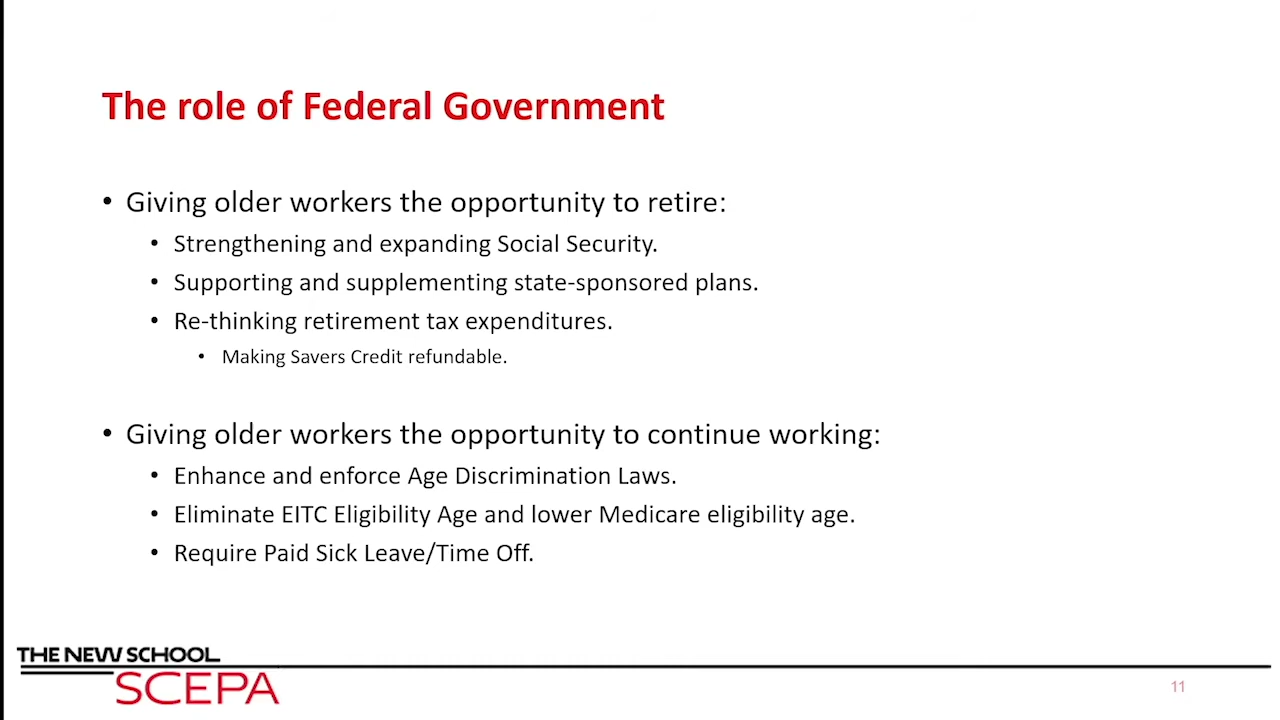 The role of Federal Government
• Giving older workers the opportunity to retire:
• Strengthening and expanding Social Security.
• Supporting and supplementing state-sponsored plans.
• Re-thinking retirement tax expenditures.
• Making Savers Credit refundable.
• Giving older workers the opportunity to continue working:
• Enhance and enforce Age Discrimination Laws.
• Eliminate EITC Eligibility Age and lower Medicare eligibility age.
• Require Paid Sick Leave/Time Off.
THE NEW SCHOOL
SCEPA
11